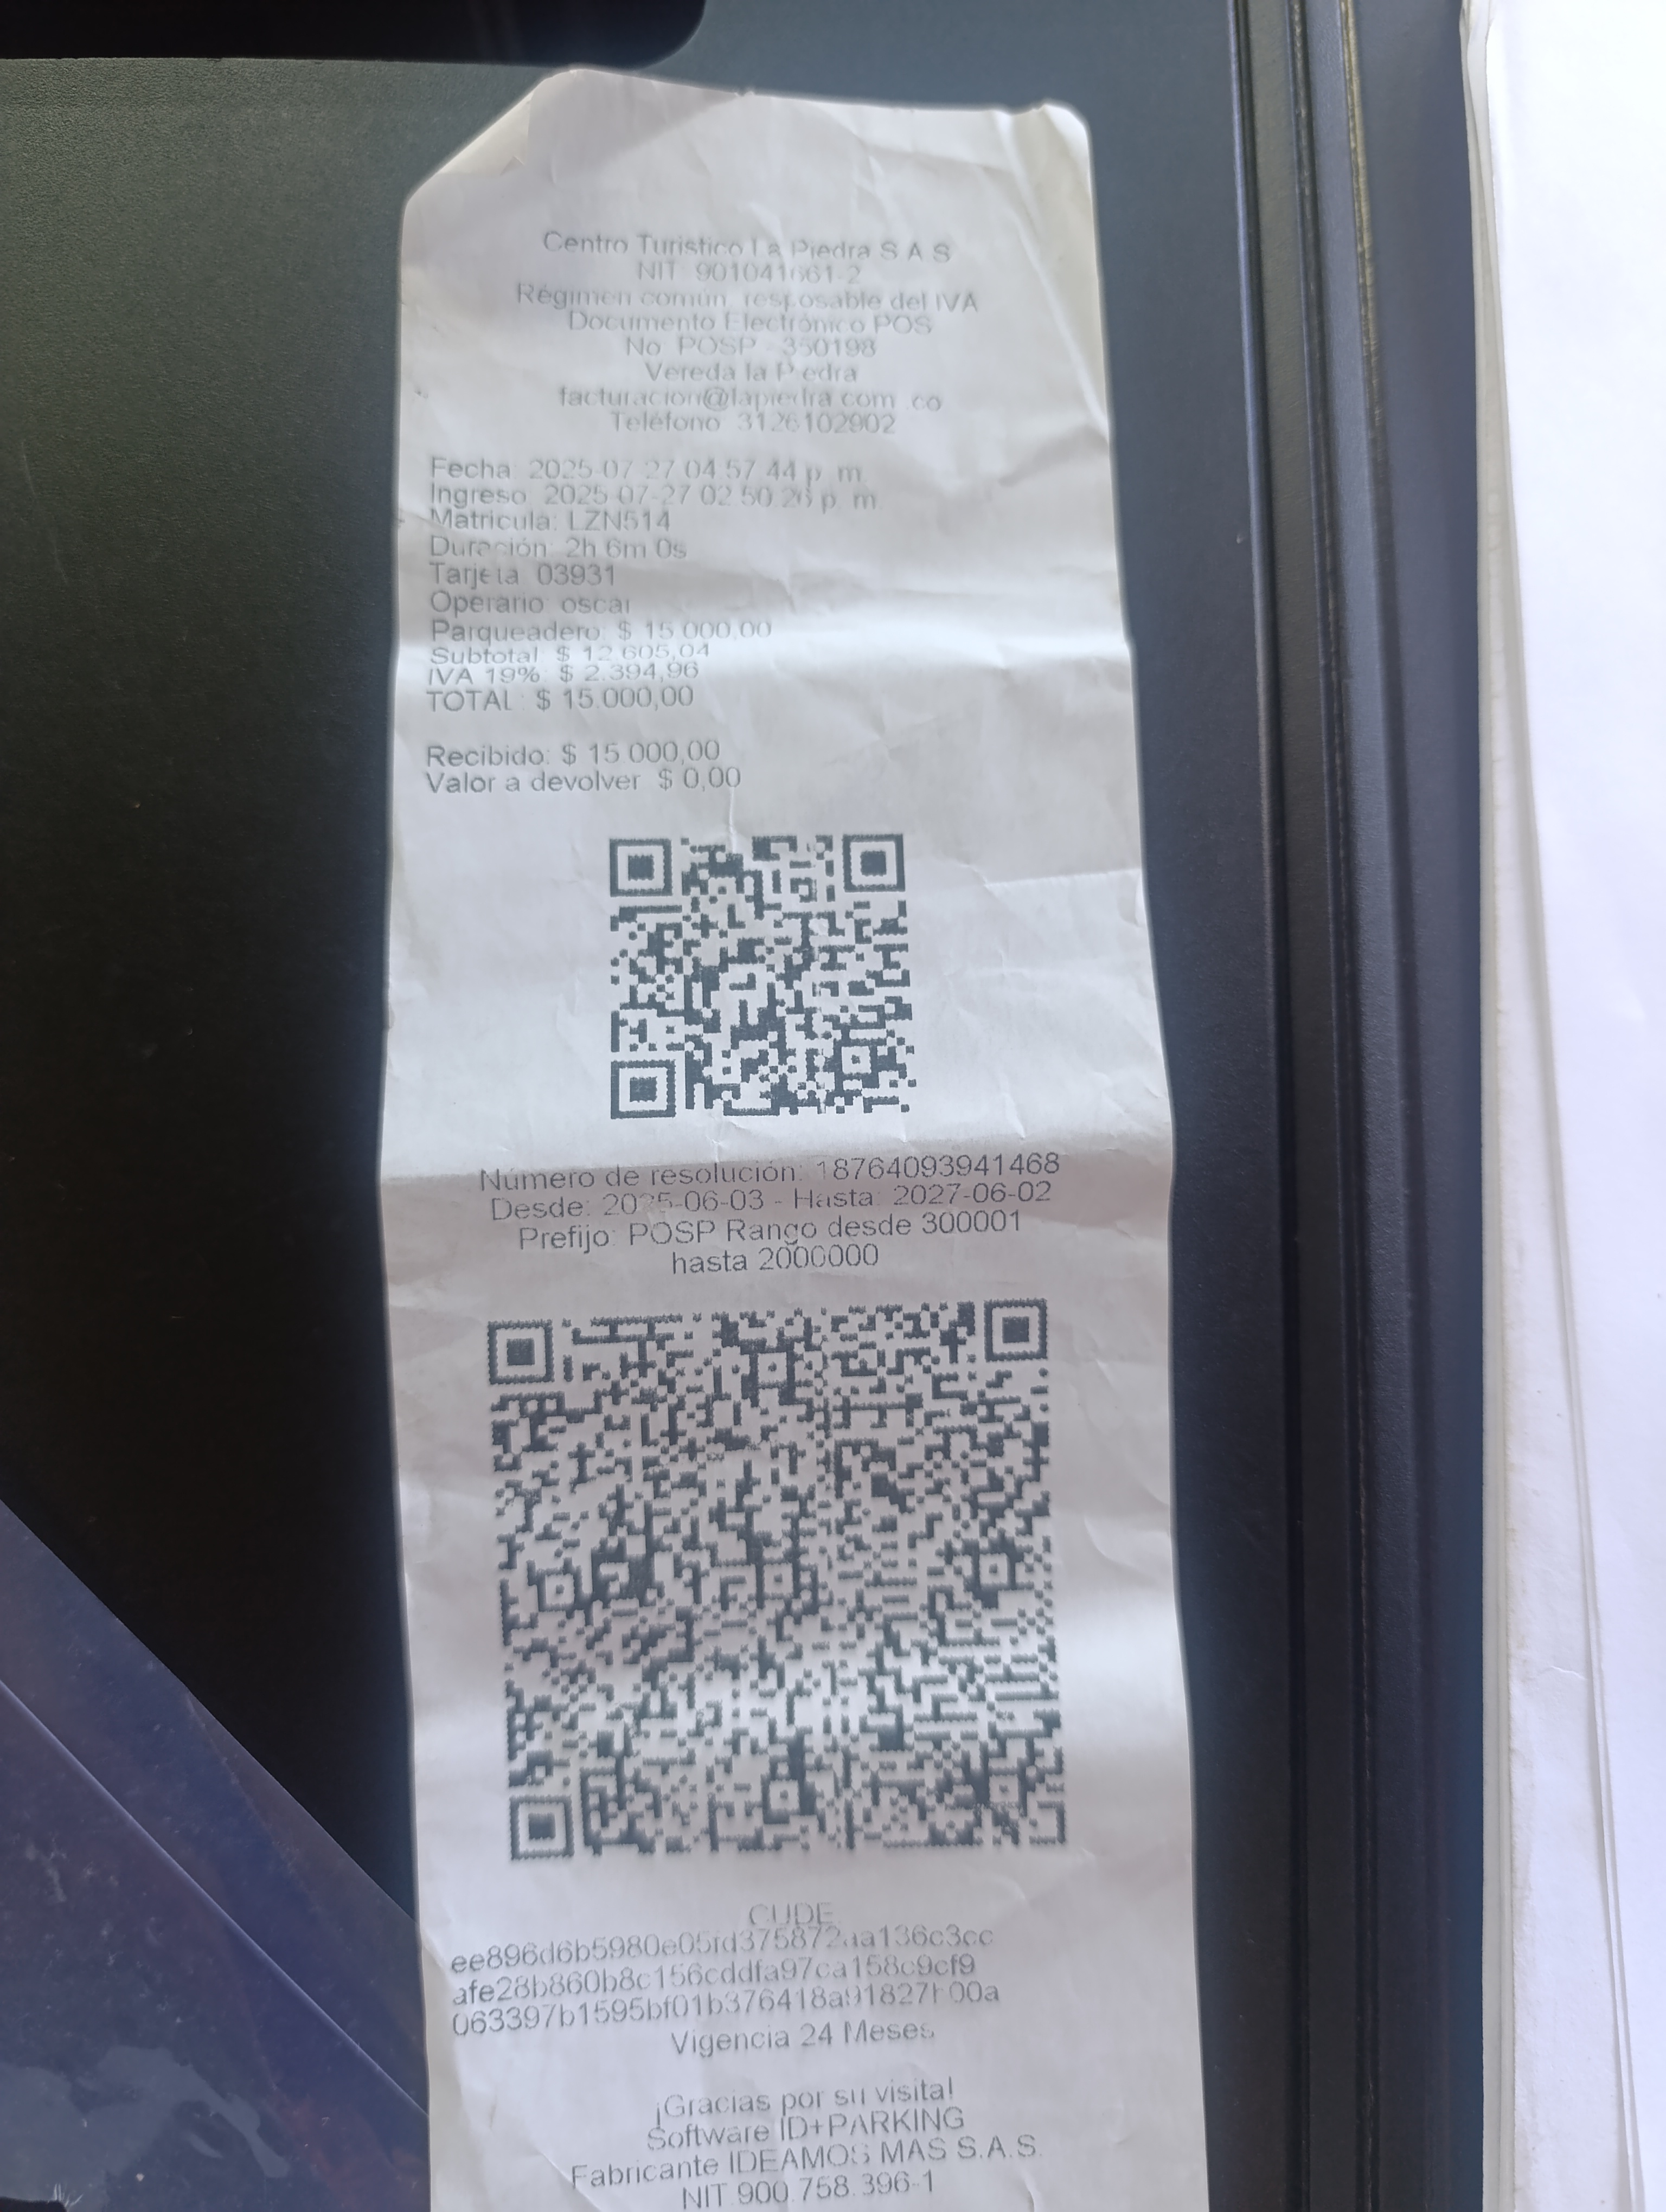 Centro Turistico La Piedra S A S
NIT 901041661-2
Régimen común, resposable del IVA
Documento Electrónico POS
No POSP - 350198
Vereda la Piedra
facturacion@lapiedra.com.co
Teléfono 3126102902
Fecha: 2025-07-27 04:57:44 p. m.
Ingreso: 2025-07-27 02:50:26 p. m.
Matricula: LZN514
Duración: 2h 6m 0s
Tarjeta 03931
Operario: oscar
Parqueadero: $ 15.000,00
Subtotal: $ 12.605,04
IVA 19%: $ 2.394,96
TOTAL: $ 15.000,00
Recibido: $ 15.000,00
Valor a devolver $ 0,00
Número de resolución: 18764093941468
Desde: 2025-06-03 - Hasta: 2027-06-02
Prefijo: POSP Rango desde 300001
hasta 2000000
CUDE
afe28b860b8c156cddfa97ca158c9cf9
Vigencia 24 Meses
¡Gracias por su visita!
Software ID+PARKING
Fabricante IDEAMOS MAS S.A.S.
NIT 900.758.396-1